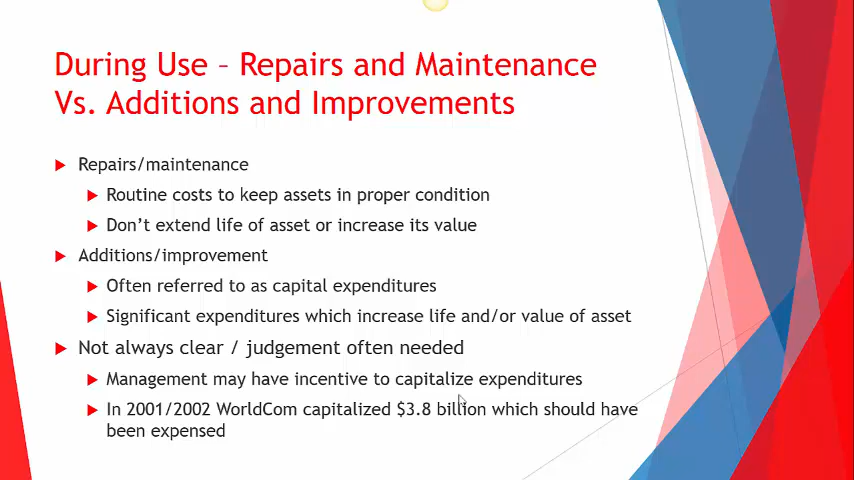 During Use – Repairs and Maintenance
Vs. Additions and Improvements
Repairs/maintenance
Routine costs to keep assets in proper condition
Don’t extend life of asset or increase its value
Additions/improvement
Often referred to as capital expenditures
Significant expenditures which increase life and/or value of asset
Not always clear / judgement often needed
Management may have incentive to capitalize expenditures
In 2001/2002 WorldCom capitalized $3.8 billion which should have
been expensed